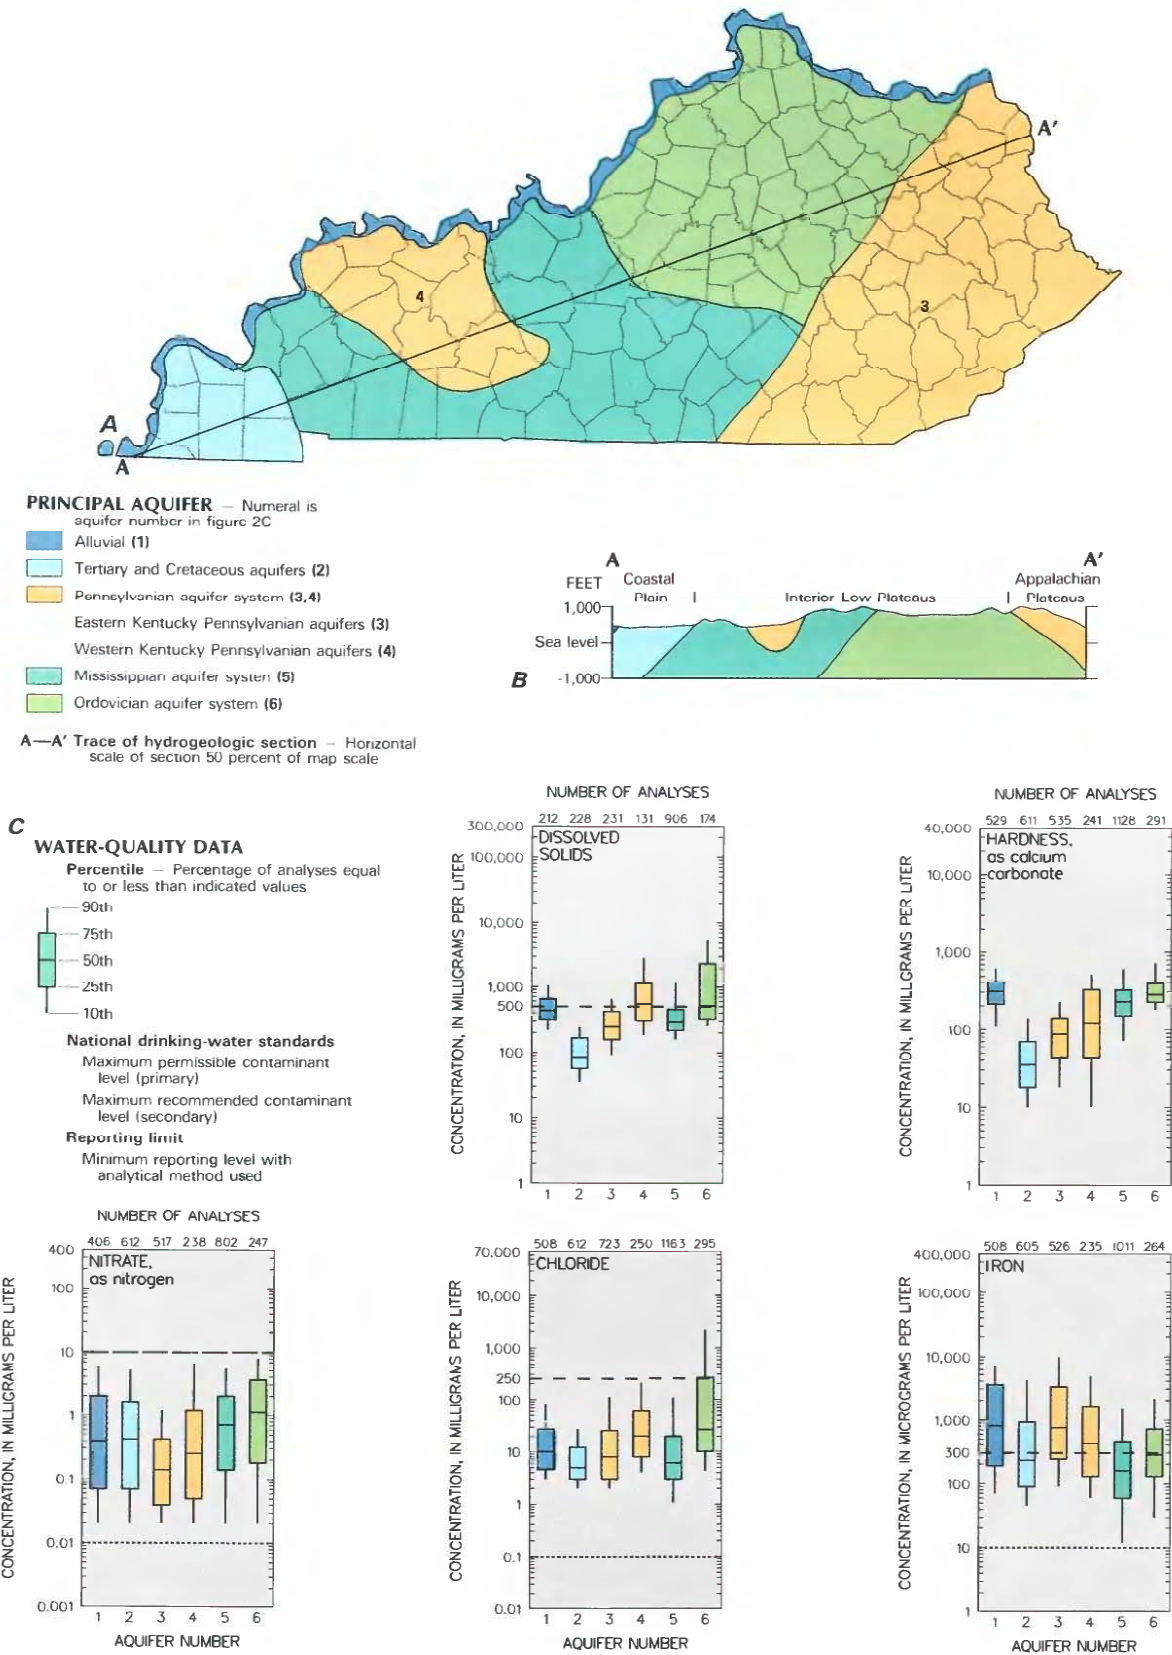 A'
4
3
A
A
PRINCIPAL AQUIFER — Numeral is
aquifer number in figure 2C
Alluvial (1)
Tertiary and Cretaceous aquifers (2)
Pennsylvanian aquifer system (3,4)
Eastern Kentucky Pennsylvanian aquifers (3)
Western Kentucky Pennsylvanian aquifers (4)
Mississippian aquifer system (5)
Ordovician aquifer system (6)
A—A' Trace of hydrogeologic section — Horizontal
scale of section 50 percent of map scale
A
A'
FEET
Coastal
Appalachian
Plain
Interior Low Plateaus
Plateaus
1,000
Sea level
-1,000
B
C
WATER-QUALITY DATA
Percentile — Percentage of analyses equal
to or less than indicated values
90th
75th
50th
25th
10th
National drinking-water standards
Maximum permissible contaminant
level (primary)
Maximum recommended contaminant
level (secondary)
Reporting limit
Minimum reporting level with
analytical method used
NUMBER OF ANALYSES
212 228 231 131 906 174
DISSOLVED
SOLIDS
CONCENTRATION, IN MILLIGRAMS PER LITER
300,000
100,000
10,000
1,000
500
100
10
1
1 2 3 4 5 6
NUMBER OF ANALYSES
529 611 535 241 1128 291
HARDNESS,
as calcium
carbonate
CONCENTRATION, IN MILLGRAMS PER LITER
40,000
10,000
1,000
100
10
1
1 2 3 4 5 6
NUMBER OF ANALYSES
406 612 517 238 802 247
NITRATE,
as nitrogen
CONCENTRATION, IN MILLIGRAMS PER LITER
400
100
10
1
0.1
0.01
0.001
1 2 3 4 5 6
AQUIFER NUMBER
508 612 723 250 1163 295
CHLORIDE
CONCENTRATION, IN MILLIGRAMS PER LITER
70,000
10,000
1,000
250
100
10
1
0.1
0.01
1 2 3 4 5 6
AQUIFER NUMBER
508 605 526 235 1011 264
IRON
CONCENTRATION, IN MICROGRAMS PER LITER
400,000
100,000
10,000
1,000
300
100
10
1
1 2 3 4 5 6
AQUIFER NUMBER